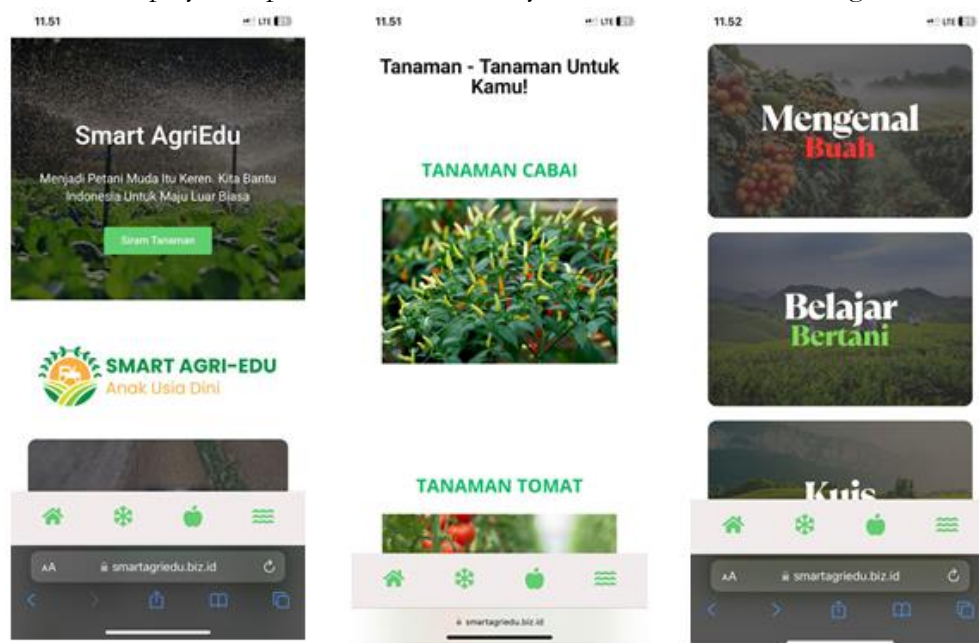 11.51
LTE
Smart AgriEdu
Menjadi Petani Muda Itu Keren. Kita Bantu
Indonesia Untuk Maju Luar Biasa
Siram Tanaman
SMART AGRI-EDU
Anak Usia Dini
AA
smartagriedu.biz.id
11.51
LTE
Tanaman - Tanaman Untuk
Kamu!
TANAMAN CABAI
TANAMAN TOMAT
smartagriedu.biz.id
11.52
LTE
Mengenal
Buah
Belajar
Bertani
Kuis
AA
smartagriedu.biz.id